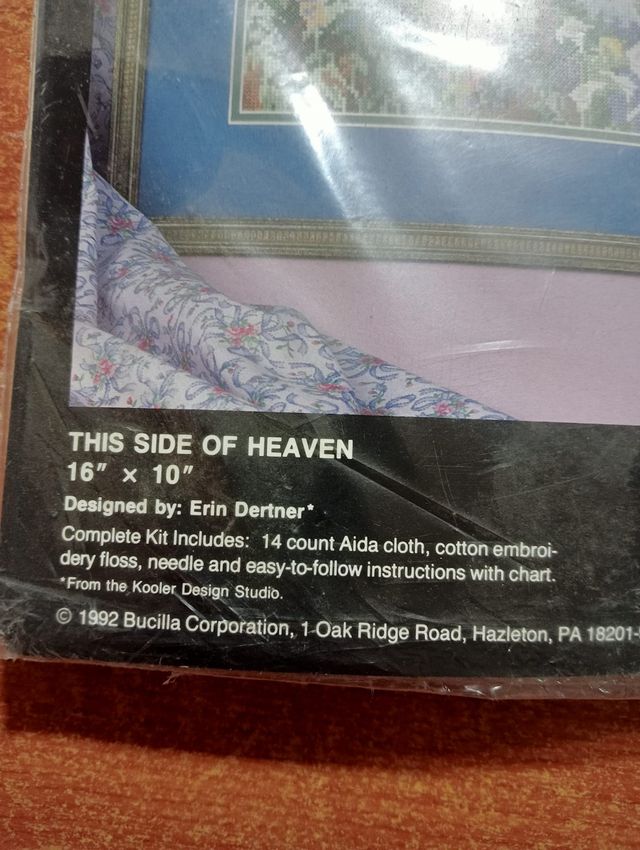 THIS SIDE OF HEAVEN
16" × 10"
Designed by: Erin Dertner*
Complete Kit Includes: 14 count Aida cloth, cotton embroi-
dery floss, needle and easy-to-follow instructions with chart.
*From the Kooler Design Studio.
© 1992 Bucilla Corporation, 1 Oak Ridge Road, Hazleton, PA 18201-